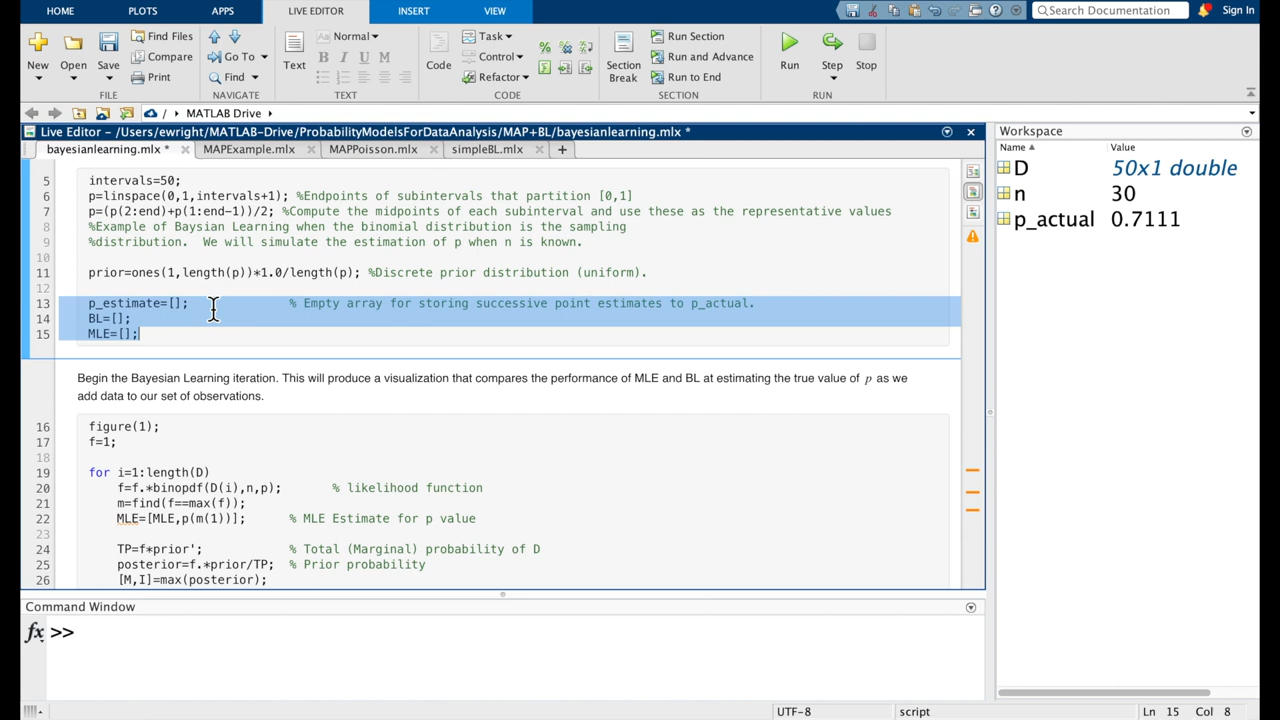 HOME PLOTS APPS LIVE EDITOR INSERT VIEW Search Documentation Sign In
New Open Save Find Files Compare Print
FILE
Go To Find
NAVIGATE
Text Aa Normal B I U M
TEXT
Code Task Control Refactor
CODE
Section Break Run Section Run and Advance Run to End
SECTION
Run Step Stop
RUN
/ MATLAB Drive /
Live Editor - /Users/ewright/MATLAB-Drive/ProbabilityModelsForDataAnalysis/MAP+BL/bayesianlearning.mlx *
bayesianlearning.mlx * MAPExample.mlx MAPPoisson.mlx simpleBL.mlx +
5 intervals=50;
6 p=linspace(0,1,intervals+1); %Endpoints of subintervals that partition [0,1]
7 p=(p(2:end)+p(1:end-1))/2; %Compute the midpoints of each subinterval and use these as the representative values
8 %Example of Baysian Learning when the binomial distribution is the sampling
9 %distribution. We will simulate the estimation of p when n is known.
10
11 prior=ones(1,length(p))*1.0/length(p); %Discrete prior distribution (uniform).
12
13 p_estimate=[]; % Empty array for storing successive point estimates to p_actual.
14 BL=[];
15 MLE=[];
Begin the Bayesian Learning iteration. This will produce a visualization that compares the performance of MLE and BL at estimating the true value of p as we
add data to our set of observations.
16 figure(1);
17 f=1;
18
19 for i=1:length(D)
20 f=f.*binopdf(D(i),n,p); % likelihood function
21 m=find(f==max(f));
22 MLE=[MLE,p(m(1))]; % MLE Estimate for p value
23
24 TP=f*prior'; % Total (Marginal) probability of D
25 posterior=f.*prior/TP; % Prior probability
26 [M,I]=max(posterior);
Command Window
fx >>
Workspace
Name Value
D 50x1 double
n 30
p_actual 0.7111
UTF-8 script Ln 15 Col 8